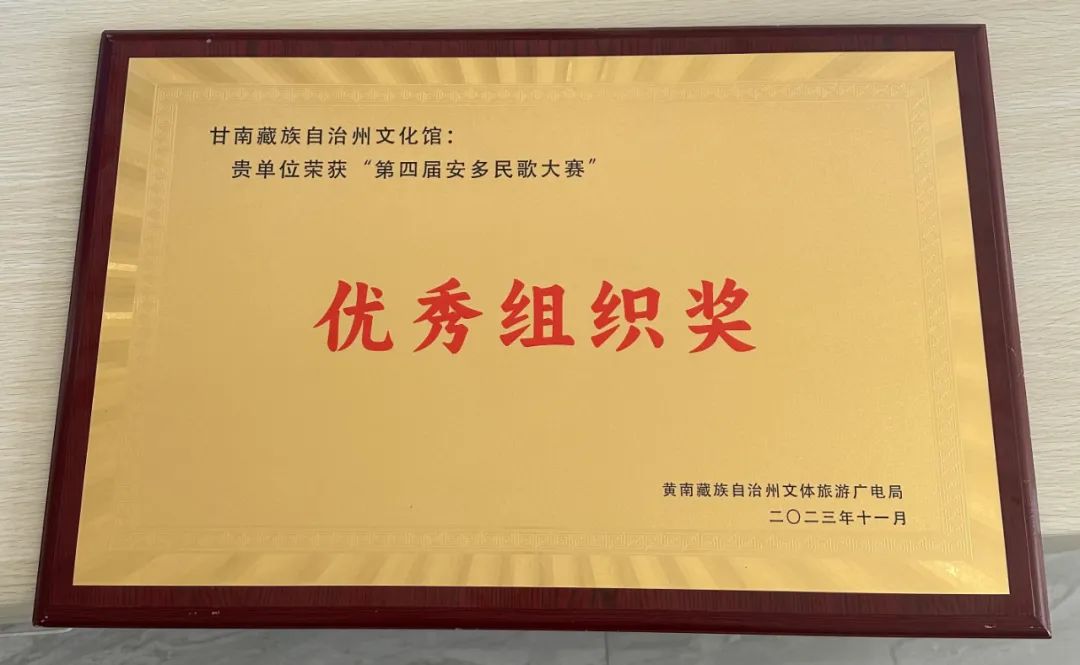 甘南藏族自治州文化馆：
贵单位荣获“第四届安多民歌大赛”
优秀组织奖
黄南藏族自治州文体旅游广电局
二〇二三年十一月